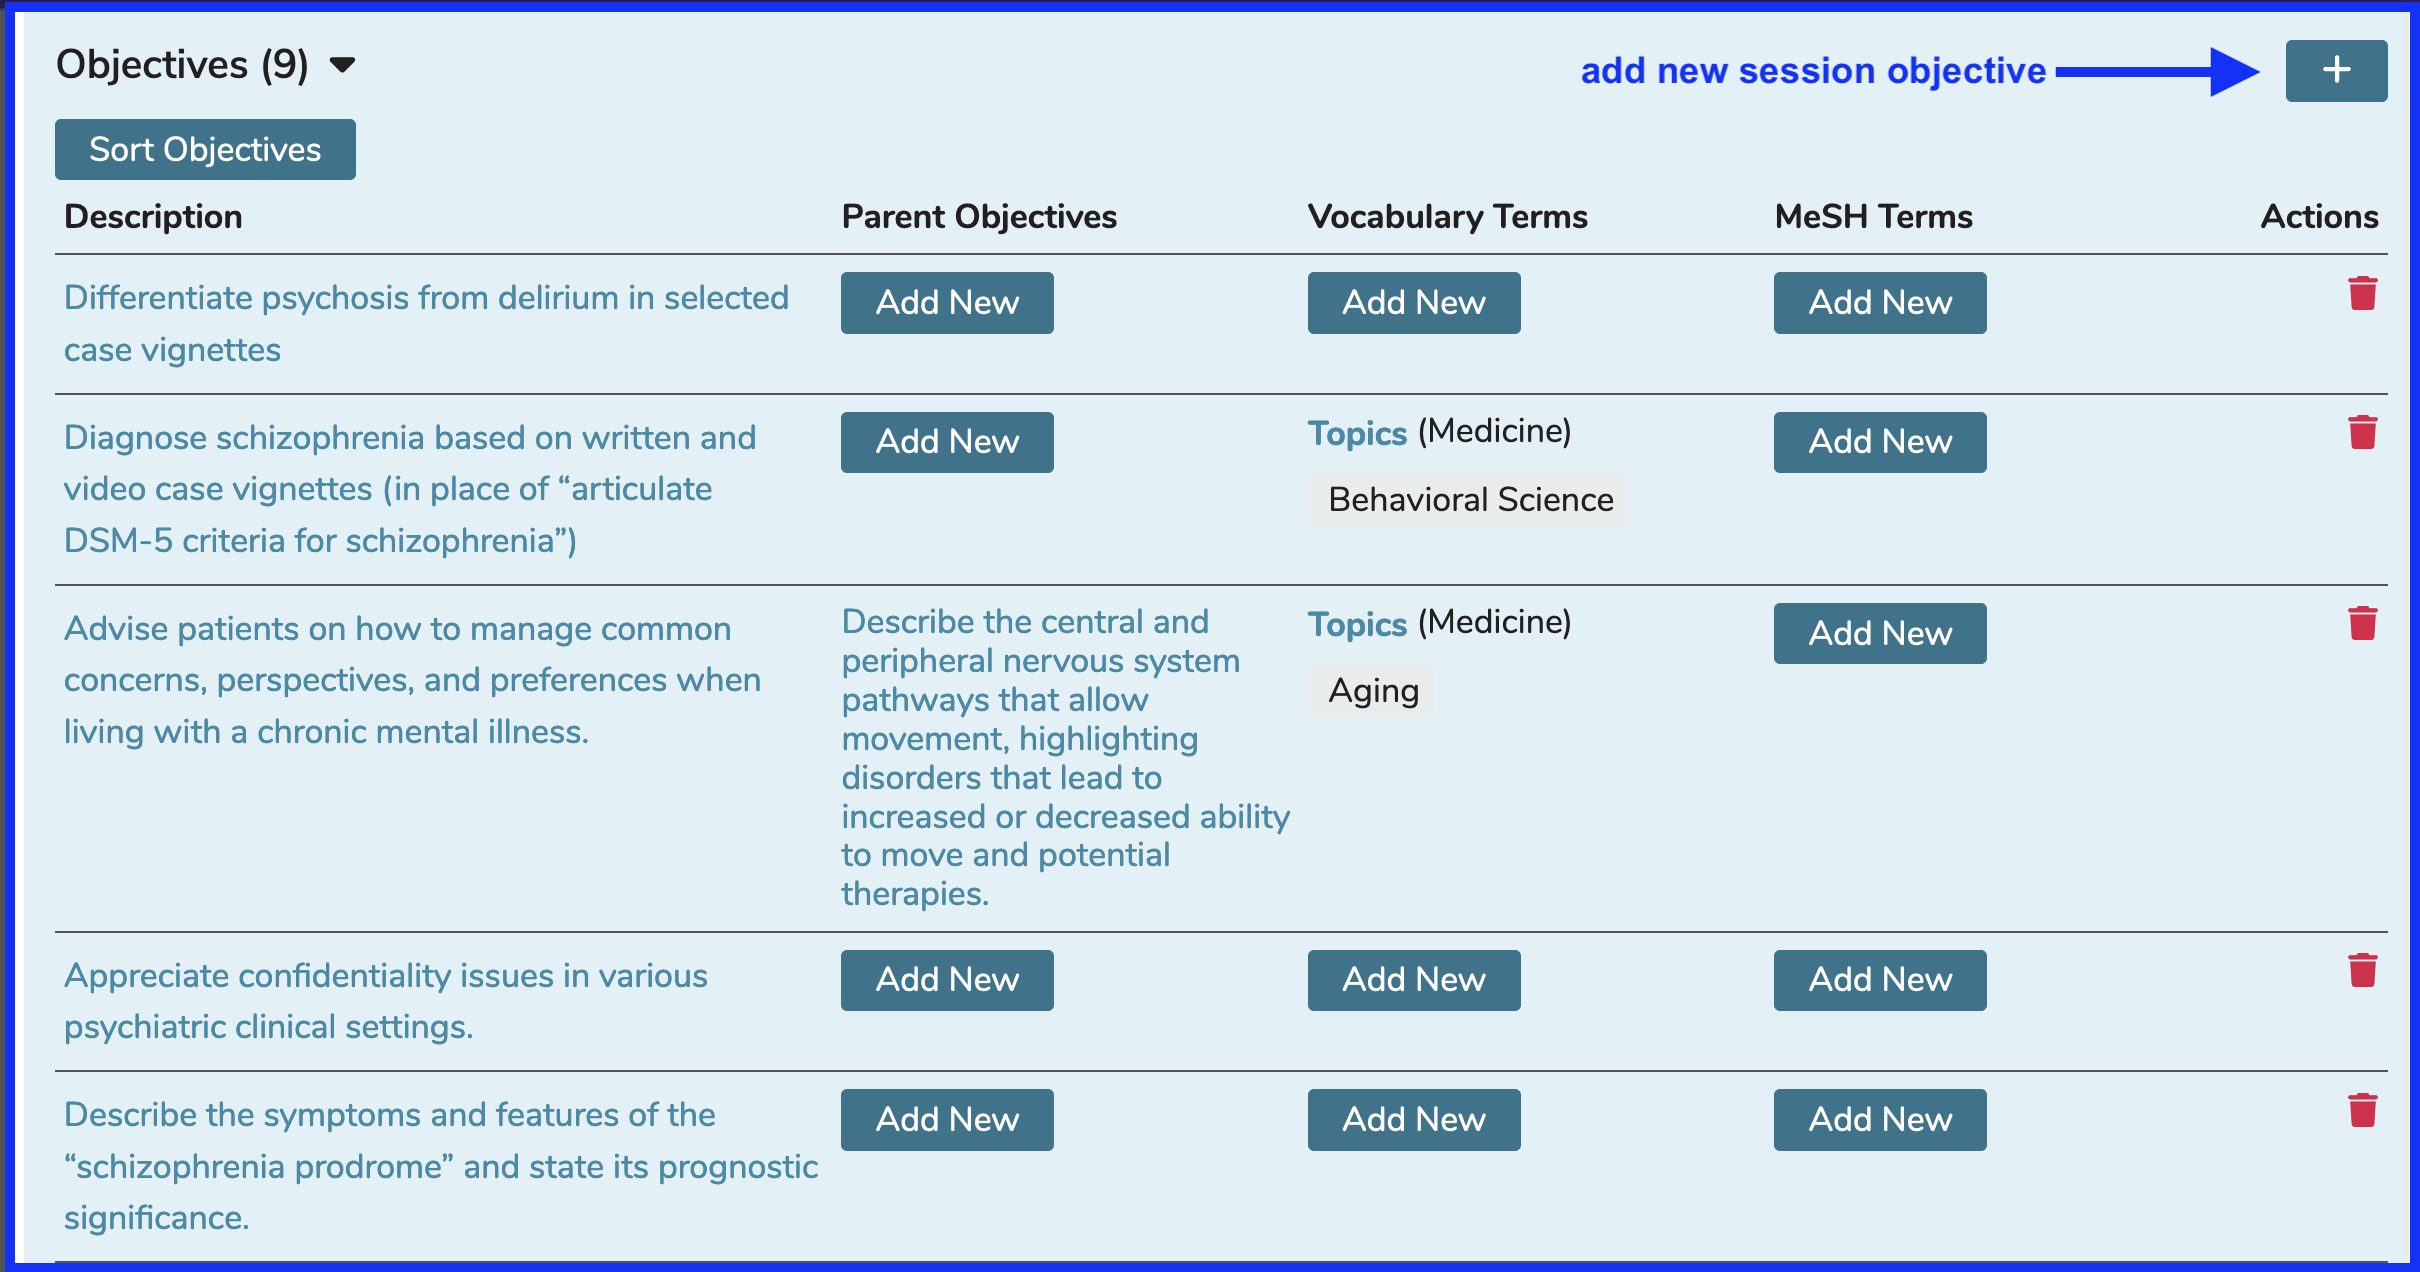 Objectives (9)
add new session objective
+
Sort Objectives
Description Parent Objectives Vocabulary Terms MeSH Terms Actions
Differentiate psychosis from delirium in selected
case vignettes
Add New Add New Add New
Diagnose schizophrenia based on written and
video case vignettes (in place of “articulate
DSM-5 criteria for schizophrenia”)
Add New
Topics (Medicine)
Behavioral Science
Add New
Advise patients on how to manage common
concerns, perspectives, and preferences when
living with a chronic mental illness.
Describe the central and
peripheral nervous system
pathways that allow
movement, highlighting
disorders that lead to
increased or decreased ability
to move and potential
therapies.
Topics (Medicine)
Aging
Add New
Appreciate confidentiality issues in various
psychiatric clinical settings.
Add New Add New Add New
Describe the symptoms and features of the
“schizophrenia prodrome” and state its prognostic
significance.
Add New Add New Add New